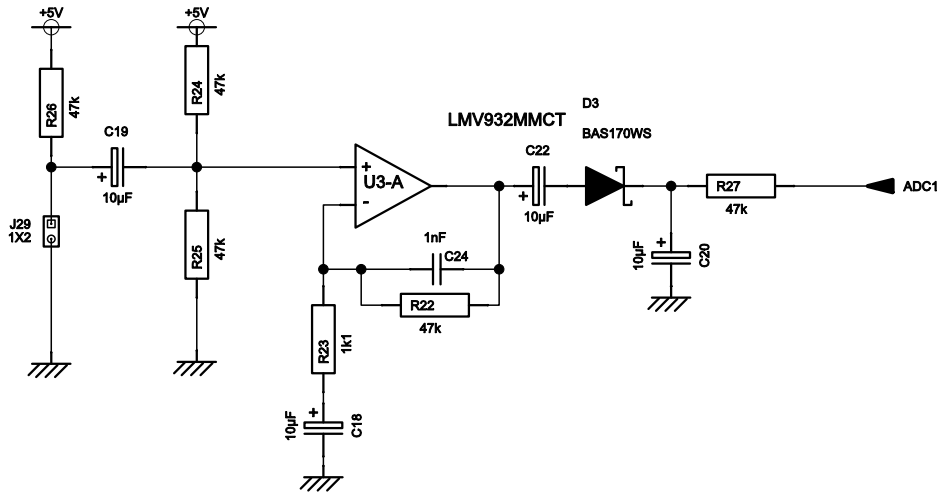 +5V
+5V
R26
47k
R24
47k
C19
+
10µF
J29
1X2
R25
47k
LMV932MMCT
+
U3-A
-
1nF
C24
R22
47k
R23
1k1
+
10µF
C18
D3
BAS170WS
C22
+
10µF
R27
47k
ADC1
+
10µF
C20